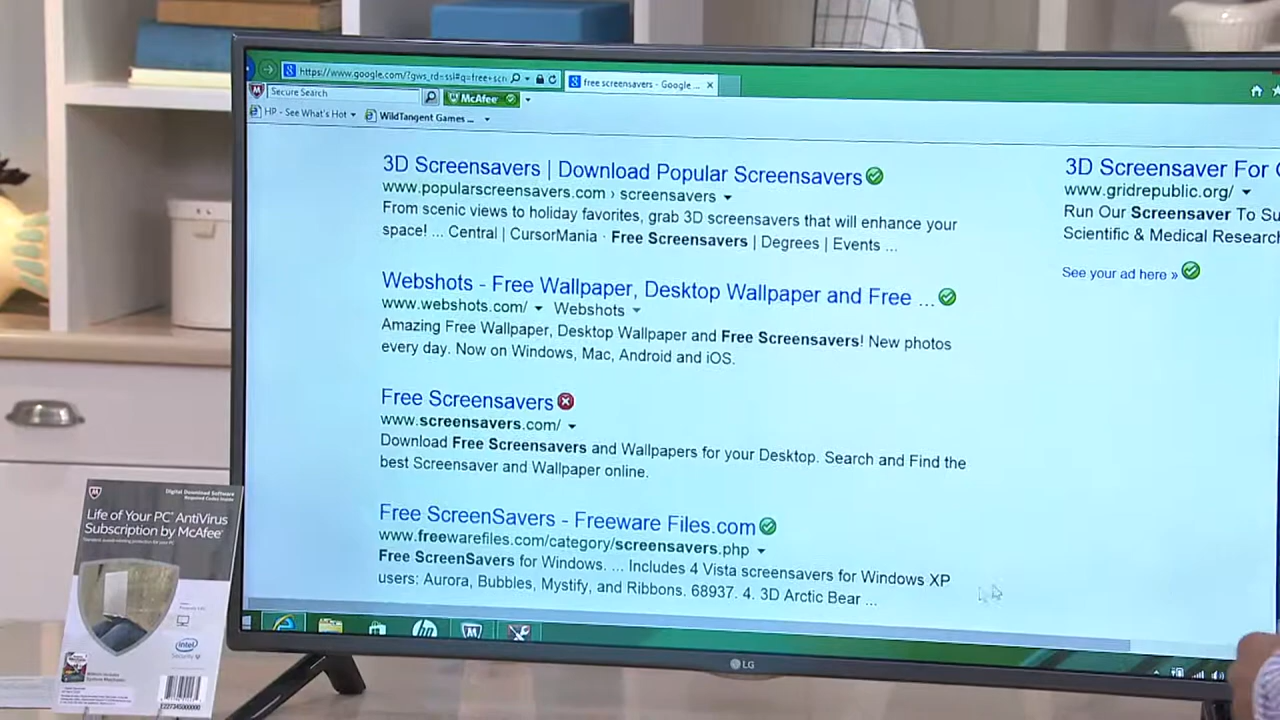 https://www.google.com/?gws_rd=ssl#q=free+scr
free screensavers - Google ...
Secure Search
McAfee
HP - See What's Hot
WildTangent Games ...
3D Screensavers | Download Popular Screensavers
www.popularscreensavers.com › screensavers
From scenic views to holiday favorites, grab 3D screensavers that will enhance your
space! ... Central | CursorMania · Free Screensavers | Degrees | Events ...
Webshots - Free Wallpaper, Desktop Wallpaper and Free ...
www.webshots.com/ Webshots
Amazing Free Wallpaper, Desktop Wallpaper and Free Screensavers! New photos
every day. Now on Windows, Mac, Android and iOS.
Free Screensavers
www.screensavers.com/
Download Free Screensavers and Wallpapers for your Desktop. Search and Find the
best Screensaver and Wallpaper online.
Free ScreenSavers - Freeware Files.com
www.freewarefiles.com/category/screensavers.php
Free ScreenSavers for Windows. ... Includes 4 Vista screensavers for Windows XP
users: Aurora, Bubbles, Mystify, and Ribbons. 68937. 4. 3D Arctic Bear ...
3D Screensaver For
www.gridrepublic.org/
Run Our Screensaver To Su
Scientific & Medical Research
See your ad here »
hp
LG
Digital Download Software
Required Codes Inside
Life of Your PC AntiVirus
Subscription by McAfee
intel
Security